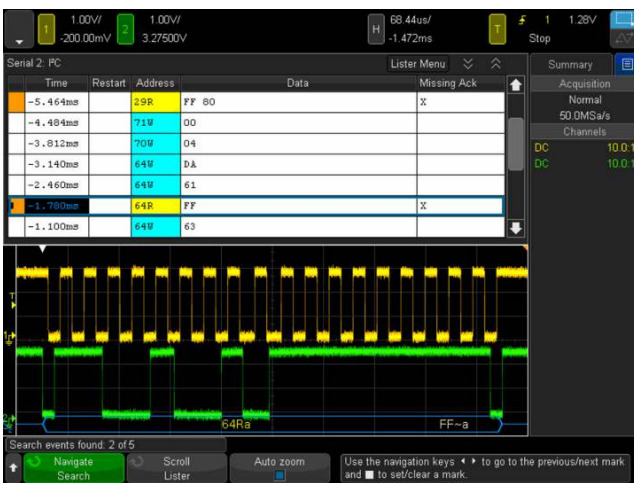 1 1.00V/ 2 1.00V/ H 68.44us/ T 1 1.28V
-200.00mV 3.27500V -1.472ms Stop
Serial 2: I²C Lister Menu Summary
Time Restart Address Data Missing Ack Acquisition
-5.464ms 29R FF 80 X Normal
-4.484ms 71W 00 50.0MSa/s
-3.812ms 70W 04 Channels
-3.140ms 64W DA DC 10.0:1
-2.460ms 64W 61 DC 10.0:1
-1.780ms 64R FF X
-1.100ms 64W 63
T
1
2
64Ra FF~a
Search events found: 2 of 5
Navigate Scroll Auto zoom Use the navigation keys to go to the previous/next mark
Search Lister and to set/clear a mark.